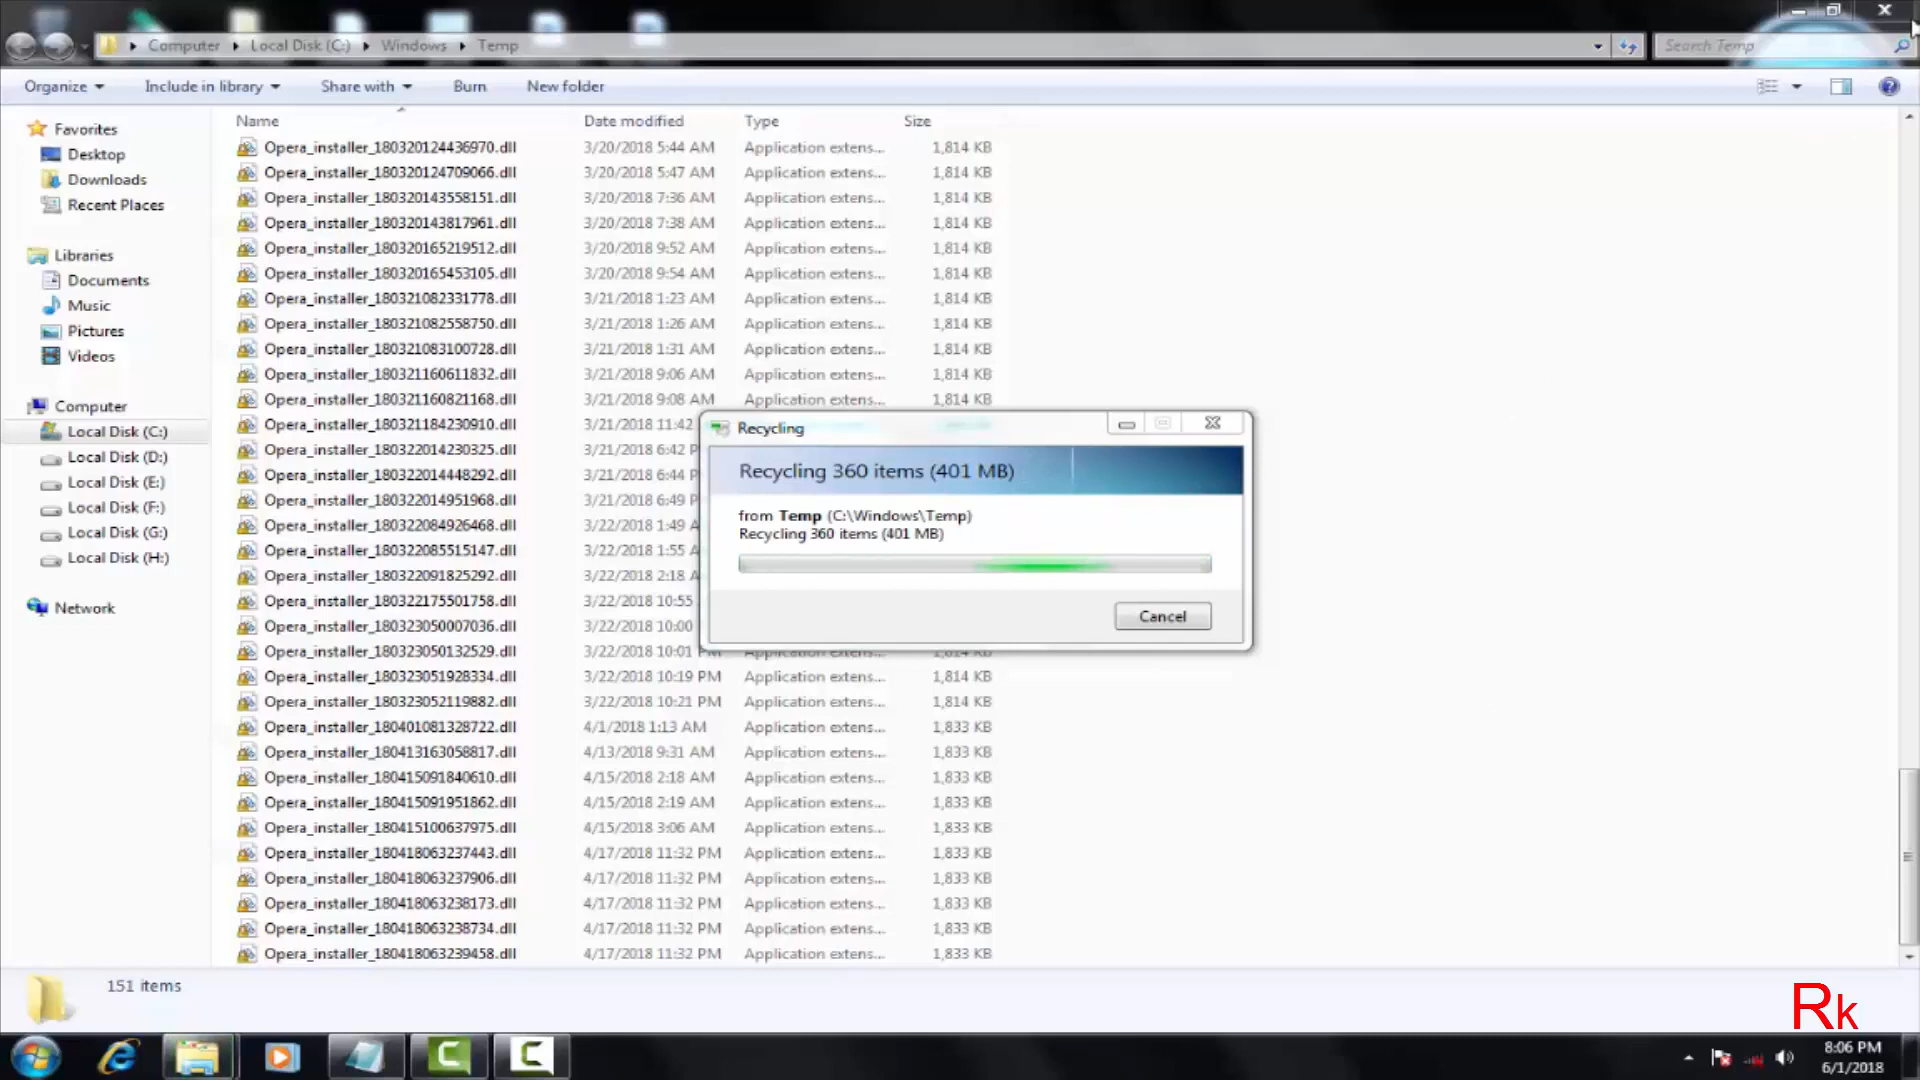 Computer Local Disk (C:) Windows Temp
Search Temp
Organize Include in library Share with Burn New folder
Name Date modified Type Size
Favorites
Desktop
Downloads
Recent Places
Libraries
Documents
Music
Pictures
Videos
Computer
Local Disk (C:)
Local Disk (D:)
Local Disk (E:)
Local Disk (F:)
Local Disk (G:)
Local Disk (H:)
Network
Opera_installer_180320124436970.dll 3/20/2018 5:44 AM Application extens... 1,814 KB
Opera_installer_180320124709066.dll 3/20/2018 5:47 AM Application extens... 1,814 KB
Opera_installer_180320143558151.dll 3/20/2018 7:36 AM Application extens... 1,814 KB
Opera_installer_180320143817961.dll 3/20/2018 7:38 AM Application extens... 1,814 KB
Opera_installer_180320165219512.dll 3/20/2018 9:52 AM Application extens... 1,814 KB
Opera_installer_180320165453105.dll 3/20/2018 9:54 AM Application extens... 1,814 KB
Opera_installer_180321082331778.dll 3/21/2018 1:23 AM Application extens... 1,814 KB
Opera_installer_180321082558750.dll 3/21/2018 1:26 AM Application extens... 1,814 KB
Opera_installer_180321083100728.dll 3/21/2018 1:31 AM Application extens... 1,814 KB
Opera_installer_180321160611832.dll 3/21/2018 9:06 AM Application extens... 1,814 KB
Opera_installer_180321160821168.dll 3/21/2018 9:08 AM Application extens... 1,814 KB
Opera_installer_180321184230910.dll 3/21/2018 11:42
Opera_installer_180322014230325.dll 3/21/2018 6:42 P
Opera_installer_180322014448292.dll 3/21/2018 6:44 P
Opera_installer_180322014951968.dll 3/21/2018 6:49 P
Opera_installer_180322084926468.dll 3/22/2018 1:49 A
Opera_installer_180322085515147.dll 3/22/2018 1:55 A
Opera_installer_180322091825292.dll 3/22/2018 2:18 A
Opera_installer_180322175501758.dll 3/22/2018 10:55
Opera_installer_180323050007036.dll 3/22/2018 10:00
Opera_installer_180323050132529.dll 3/22/2018 10:01 PM Application extens... 1,814 KB
Opera_installer_180323051928334.dll 3/22/2018 10:19 PM Application extens... 1,814 KB
Opera_installer_180323052119882.dll 3/22/2018 10:21 PM Application extens... 1,814 KB
Opera_installer_180401081328722.dll 4/1/2018 1:13 AM Application extens... 1,833 KB
Opera_installer_180413163058817.dll 4/13/2018 9:31 AM Application extens... 1,833 KB
Opera_installer_180415091840610.dll 4/15/2018 2:18 AM Application extens... 1,833 KB
Opera_installer_180415091951862.dll 4/15/2018 2:19 AM Application extens... 1,833 KB
Opera_installer_180415100637975.dll 4/15/2018 3:06 AM Application extens... 1,833 KB
Opera_installer_180418063237443.dll 4/17/2018 11:32 PM Application extens... 1,833 KB
Opera_installer_180418063237906.dll 4/17/2018 11:32 PM Application extens... 1,833 KB
Opera_installer_180418063238173.dll 4/17/2018 11:32 PM Application extens... 1,833 KB
Opera_installer_180418063238734.dll 4/17/2018 11:32 PM Application extens... 1,833 KB
Opera_installer_180418063239458.dll 4/17/2018 11:32 PM Application extens... 1,833 KB
Recycling
Recycling 360 items (401 MB)
from Temp (C:\Windows\Temp)
Recycling 360 items (401 MB)
Cancel
151 items
Rk
8:06 PM
6/1/2018